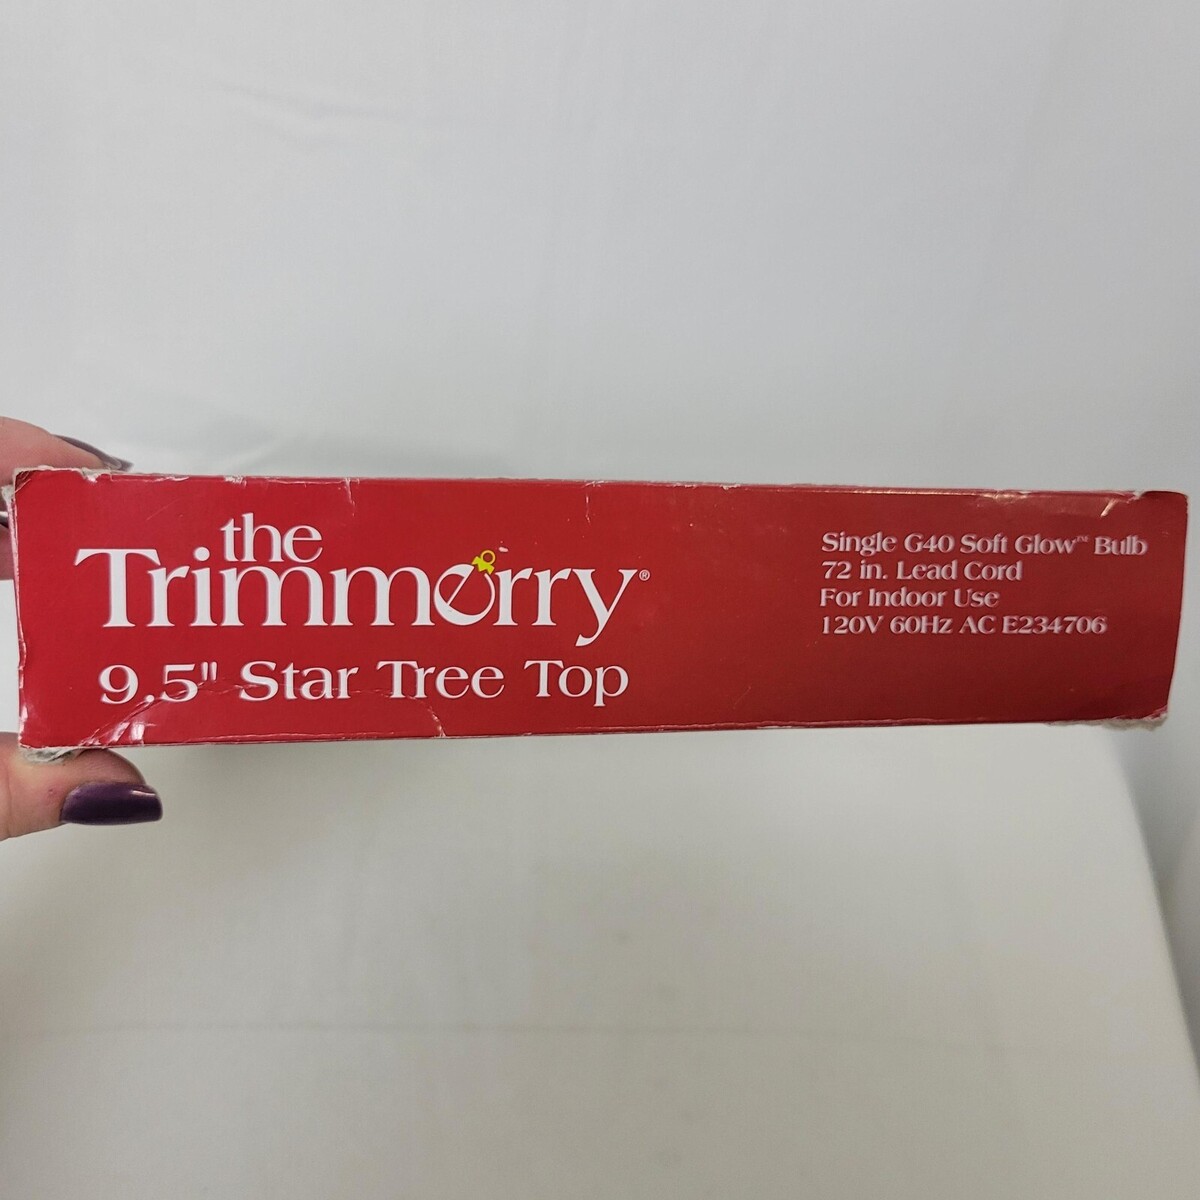 the
Trimmerry®
9.5" Star Tree Top
Single G40 Soft Glow™ Bulb
72 in. Lead Cord
For Indoor Use
120V 60Hz AC E234706